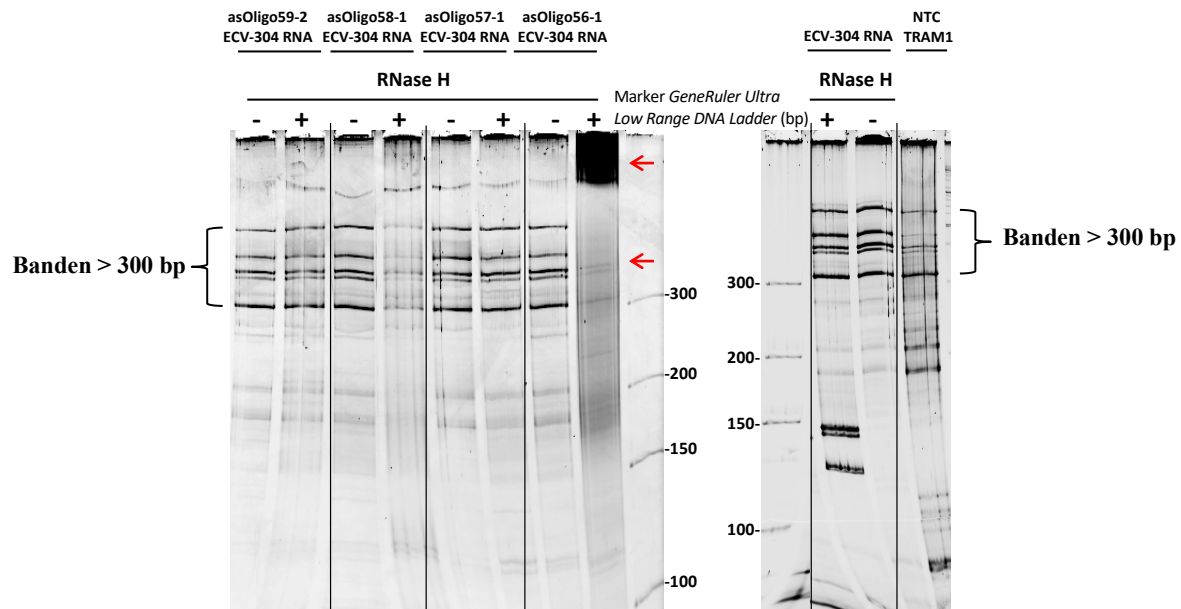 asOligo59-2 asOligo58-1 asOligo57-1 asOligo56-1
ECV-304 RNA ECV-304 RNA ECV-304 RNA ECV-304 RNA
RNase H
- + - + - + - +
Marker GeneRuler Ultra
Low Range DNA Ladder (bp)
NTC
ECV-304 RNA TRAM1
RNase H
+ -
Banden > 300 bp
-300
-200
-150
-100
300-
200-
150-
100-
Banden > 300 bp